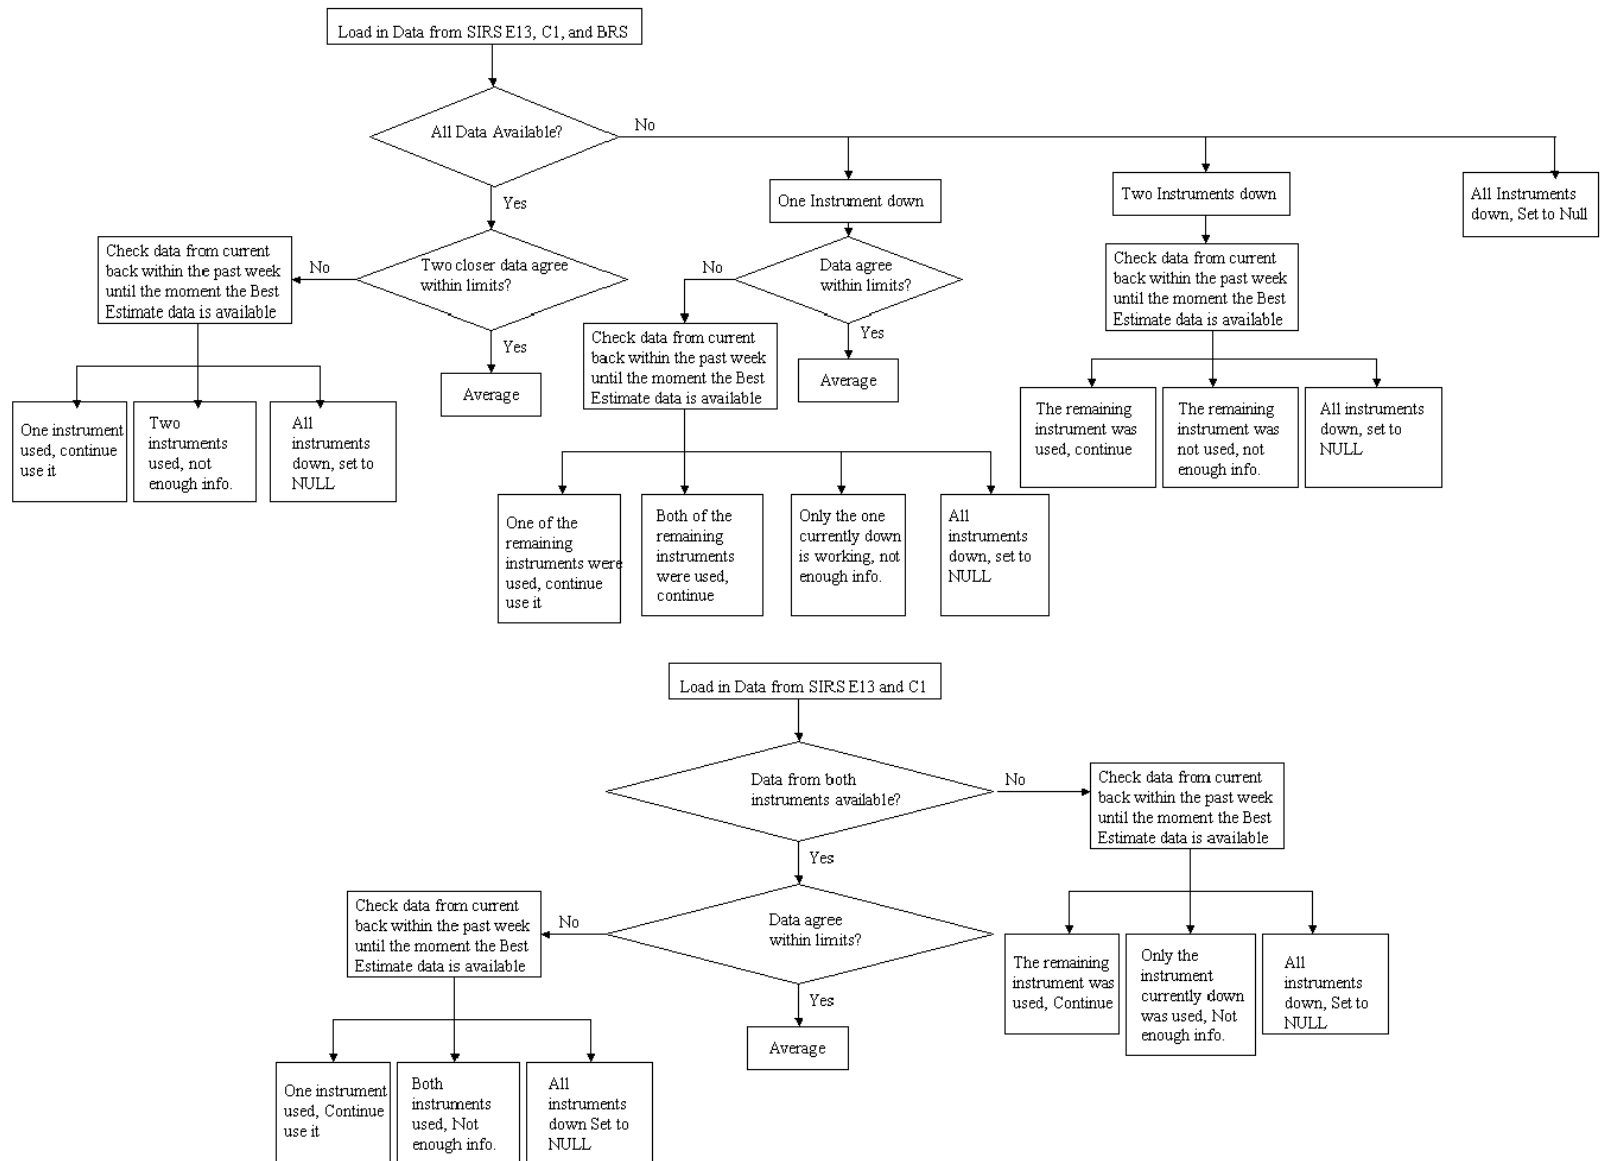 Load in Data from SIRS E13, C1, and BRS
All Data Available?
No
Yes
One Instrument down
Two Instruments down
All Instruments
down, Set to Null
Check data from current
back within the past week
until the moment the Best
Estimate data is available
No
Two closer data agree
within limits?
Yes
Average
No
Data agree
within limits?
Yes
Average
Check data from current
back within the past week
until the moment the Best
Estimate data is available
Check data from current
back within the past week
until the moment the Best
Estimate data is available
One instrument
used, continue
use it
Two
instruments
used, not
enough info.
All
instruments
down, set to
NULL
One of the
remaining
instruments were
used, continue
use it
Both of the
remaining
instruments
were used,
continue
Only the one
currently down
is working, not
enough info.
All
instruments
down, set to
NULL
The remaining
instrument was
used, continue
The remaining
instrument was
not used, not
enough info.
All instruments
down, set to
NULL
Load in Data from SIRS E13 and C1
Data from both
instruments available?
No
Check data from current
back within the past week
until the moment the Best
Estimate data is available
Yes
Check data from current
back within the past week
until the moment the Best
Estimate data is available
No
Data agree
within limits?
Yes
Average
The remaining
instrument was
used, Continue
Only the
instrument
currently down
was used, Not
enough info.
All
instruments
down, Set to
NULL
One instrument
used, Continue
use it
Both
instruments
used, Not
enough info.
All
instruments
down Set to
NULL